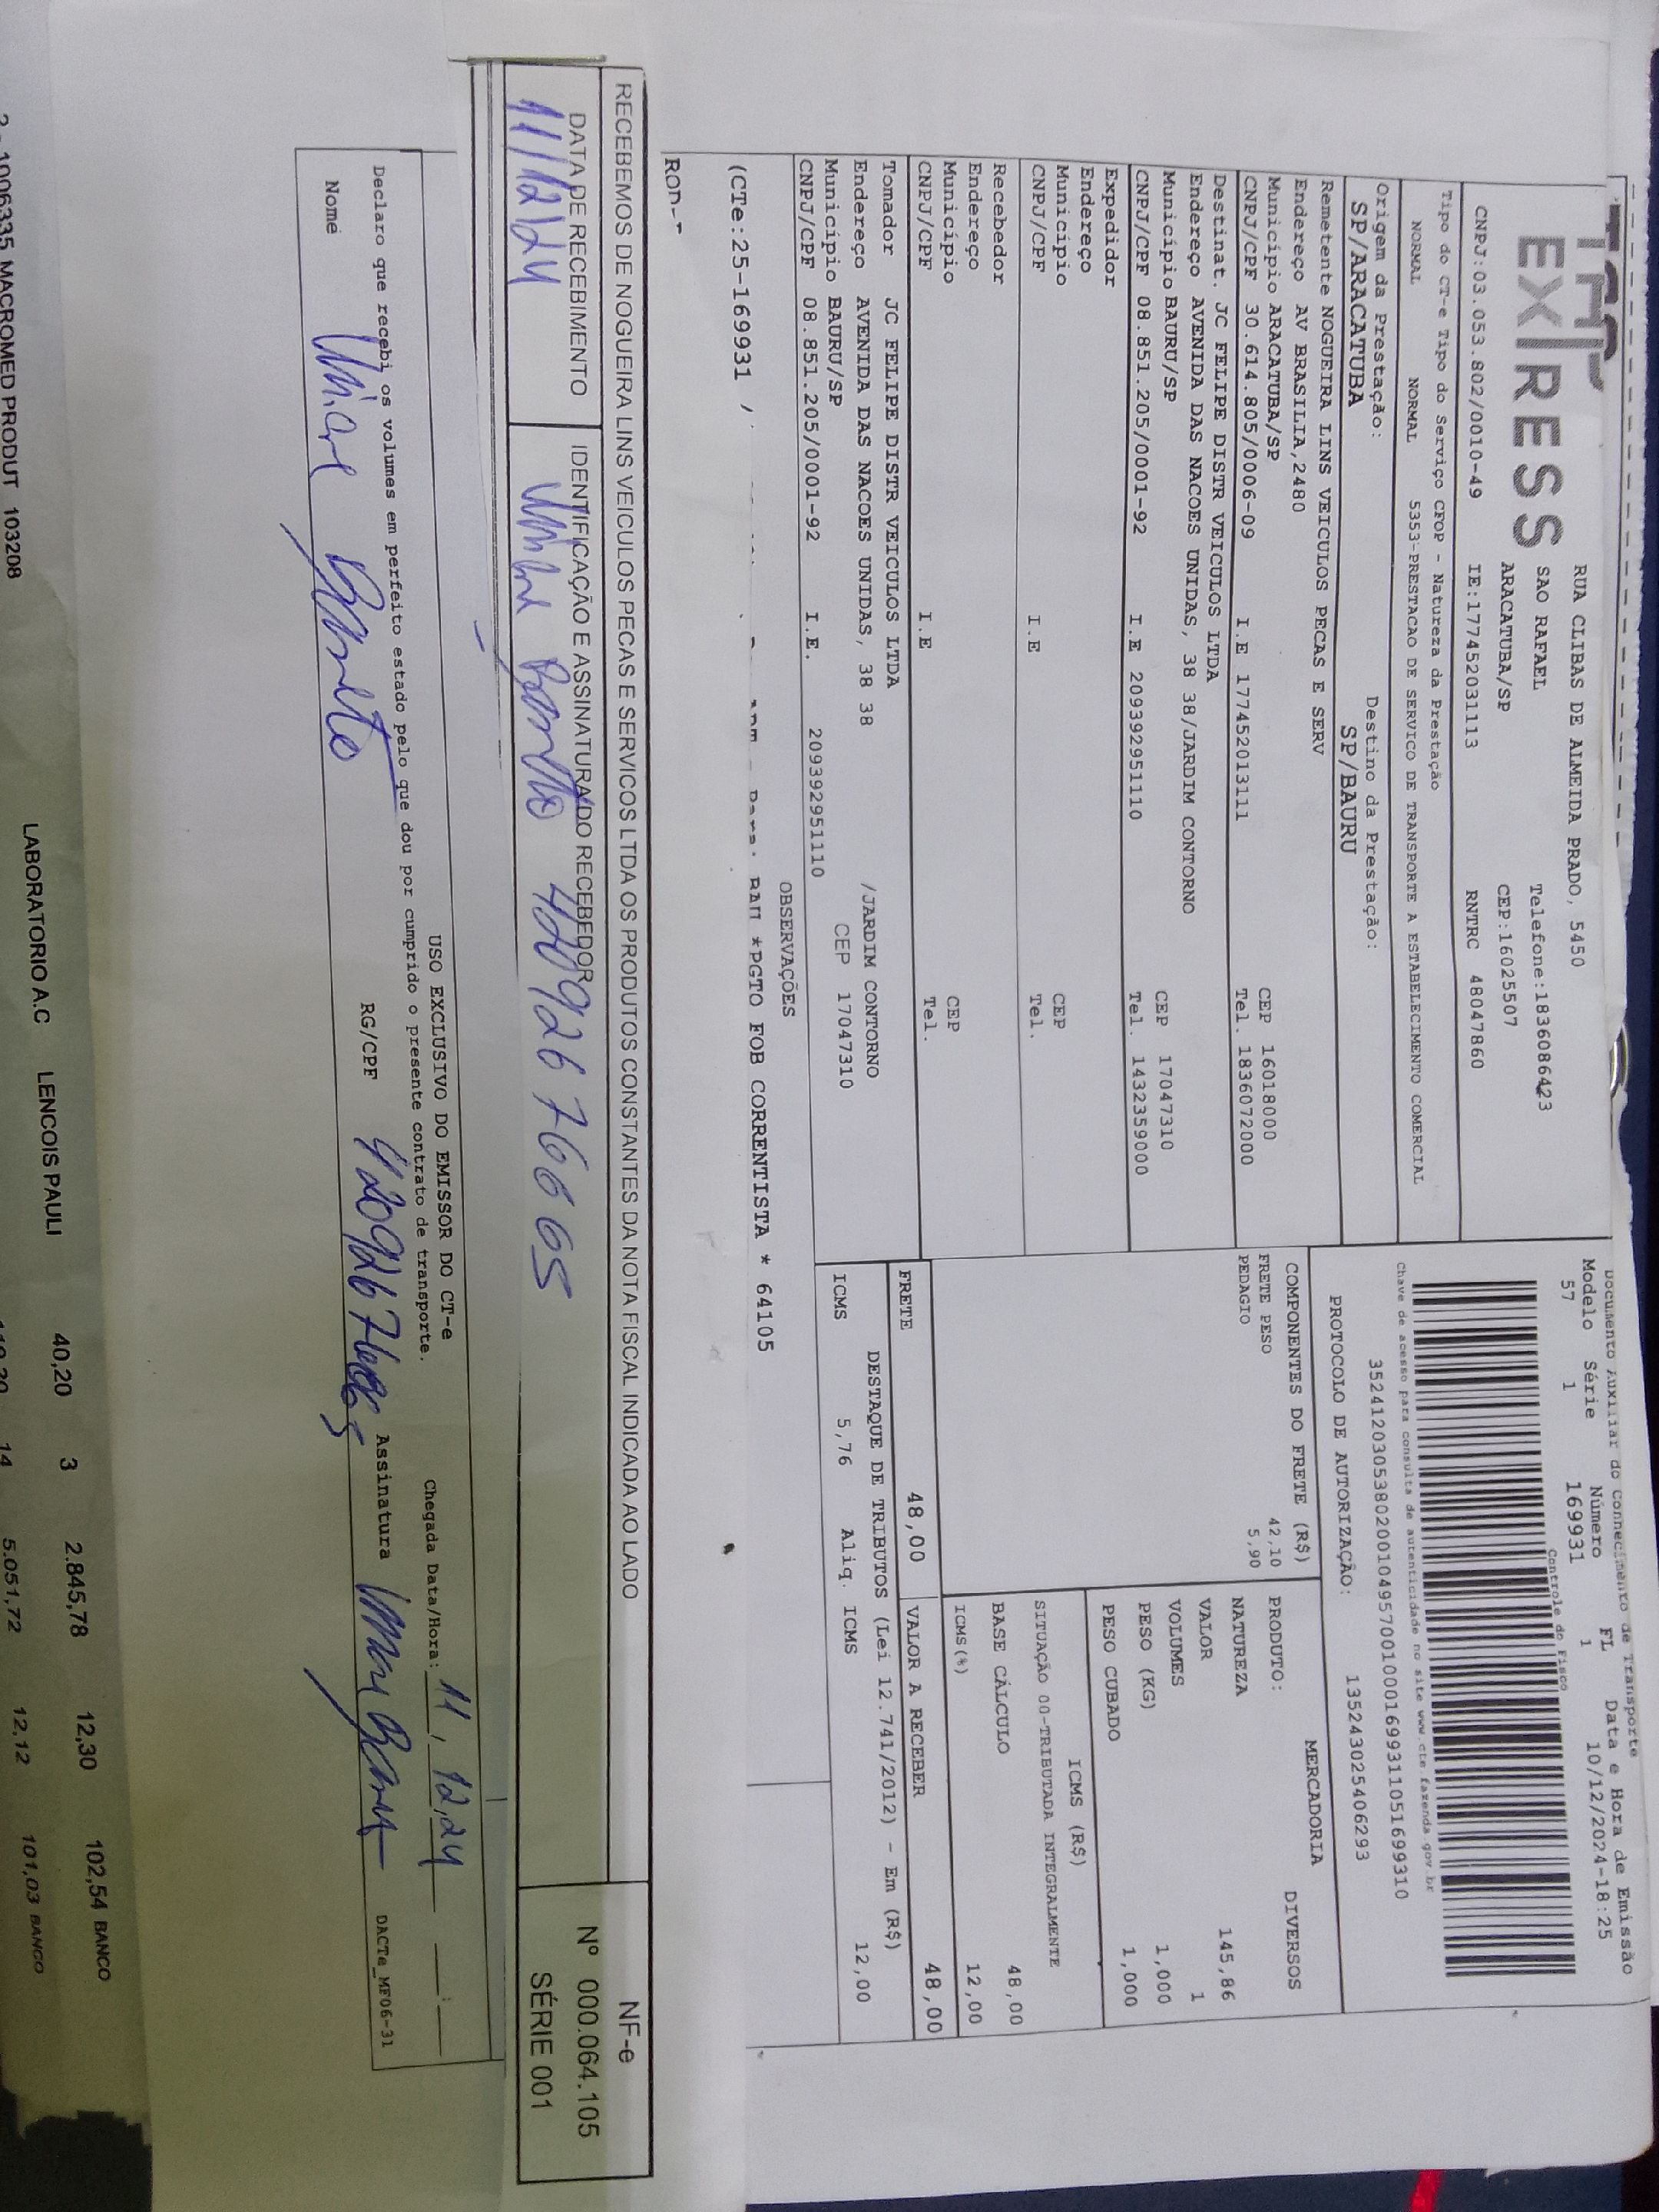 EXPRESS
RUA CLIBAS DE ALMEIDA PRADO, 5450
SAO RAFAEL Telefone:18360864423
ARACATUBA/SP CEP:16025507
CNPJ:03.053.802/0010-49 IE:177452031113 RNTRC 48047860
Tipo do CT-e Tipo do Serviço CFOP - Natureza da Prestação
NORMAL NORMAL 5353-PRESTACAO DE SERVICO DE TRANSPORTE A ESTABELECIMENTO COMERCIAL
Origem da Prestação: Destino da Prestação:
SP/ARACATUBA SP/BAURU
Documento Auxiliar do Conhecimento de Transporte
Modelo Série Número FL Data e Hora de Emissão
57 1 169931 1 10/12/2024-18:25
Controle do Fisco
Chave de acesso para consulta de autenticidade no site www.cte.fazenda.gov.br
35241203053802001049570010001699311051699310
PROTOCOLO DE AUTORIZAÇÃO: 135243025406293
Remetente NOGUEIRA LINS VEICULOS PECAS E SERV
Endereço AV BRASILIA,2480
Município ARACATUBA/SP CEP 16018000
CNPJ/CPF 30.614.805/0006-09 I.E 177452013111 Tel. 1836072000
Destinat. JC FELIPE DISTR VEICULOS LTDA
Endereço AVENIDA DAS NACOES UNIDAS, 38 38/JARDIM CONTORNO
Município BAURU/SP CEP 17047310
CNPJ/CPF 08.851.205/0001-92 I.E 209392951110 Tel. 1432359000
Expedidor
Endereço
Município CEP
CNPJ/CPF I.E Tel.
Recebedor
Endereço
Município CEP
CNPJ/CPF I.E Tel.
Tomador JC FELIPE DISTR VEICULOS LTDA
Endereço AVENIDA DAS NACOES UNIDAS, 38 38 /JARDIM CONTORNO
Município BAURU/SP CEP 17047310
CNPJ/CPF 08.851.205/0001-92 I.E. 209392951110
COMPONENTES DO FRETE (R$)
FRETE PESO 42,10
PEDAGIO 5,90
MERCADORIA
PRODUTO: DIVERSOS
NATUREZA
VALOR 145,86
VOLUMES 1
PESO (KG) 1,000
PESO CUBADO 1,000
ICMS (R$)
SITUAÇÃO 00-TRIBUTADA INTEGRALMENTE
BASE CÁLCULO 48,00
ICMS(%) 12,00
FRETE 48,00 VALOR A RECEBER 48,00
DESTAQUE DE TRIBUTOS (Lei 12.741/2012) - Em (R$)
ICMS 5,76 Aliq. ICMS 12,00
OBSERVAÇÕES
(CTe:25-169931 / BAU *PGTO FOB CORRENTISTA * 64105
RECEBEMOS DE NOGUEIRA LINS VEICULOS PECAS E SERVICOS LTDA OS PRODUTOS CONSTANTES DA NOTA FISCAL INDICADA AO LADO
DATA DE RECEBIMENTO IDENTIFICAÇÃO E ASSINATURA DO RECEBEDOR
11/12/24 42092676665
NF-e
Nº 000.064.105
SÉRIE 001
USO EXCLUSIVO DO EMISSOR DO CT-e
Declaro que recebi os volumes em perfeito estado pelo que dou por cumprido o presente contrato de transporte.
Chegada Data/Hora: 11/12,24
Nome RG/CPF Assinatura
DACTe_MF06-31
LABORATORIO A.C LENCOIS PAULI 40,20 3 2.845,78 12,30 102,54 BANCO
1006335 MACROMED PRODUT 103208 14 5.051,72 12,12 101,03 BANCO